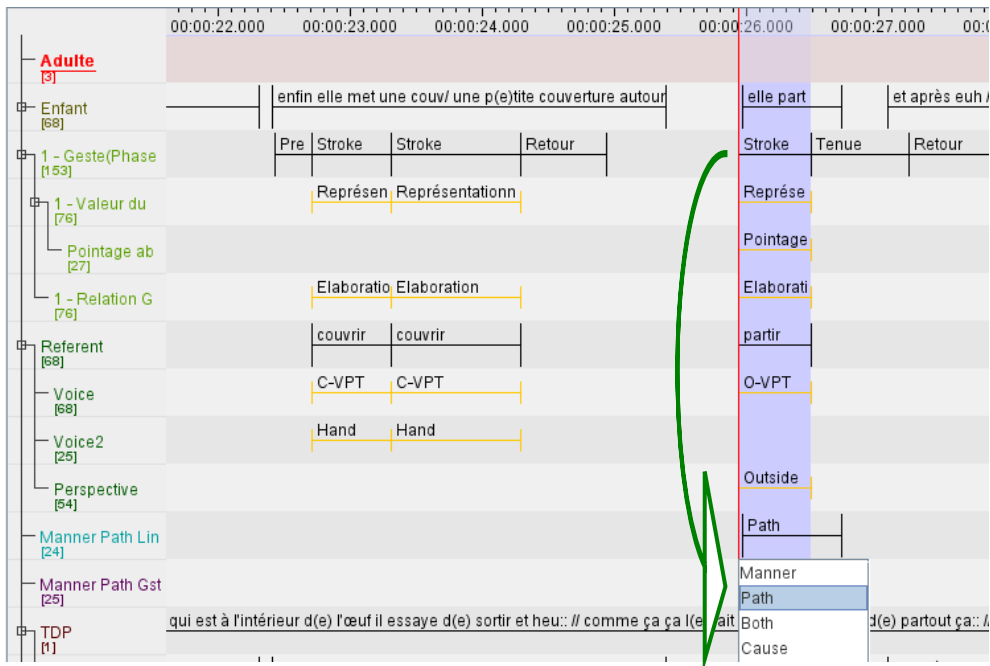 00:00:22.000 00:00:23.000 00:00:24.000 00:00:25.000 00:00:26.000 00:00:27.000 00:0
Adulte
[3]
Enfant
[68]
enfin elle met une couv/ une p(e)tite couverture autour
elle part
et après euh /
1 - Geste(Phase
[153]
Pre Stroke Stroke Retour Stroke Tenue Retour
1 - Valeur du
[76]
Représen Représentationn Représe
Pointage ab
[27]
Pointage
1 - Relation G
[76]
Elaboratio Elaboration Elaborati
Referent
[68]
couvrir couvrir partir
Voice
[68]
C-VPT C-VPT O-VPT
Voice2
[25]
Hand Hand
Perspective
[54]
Outside
Manner Path Lin
[24]
Path
Manner Path Gst
[25]
Manner
Path
Both
Cause
TDP
[1]
qui est à l'intérieur d(e) l'œuf il essaye d(e) sortir et heu:: // comme ça ça l(e) ait d(e) partout ça:: //